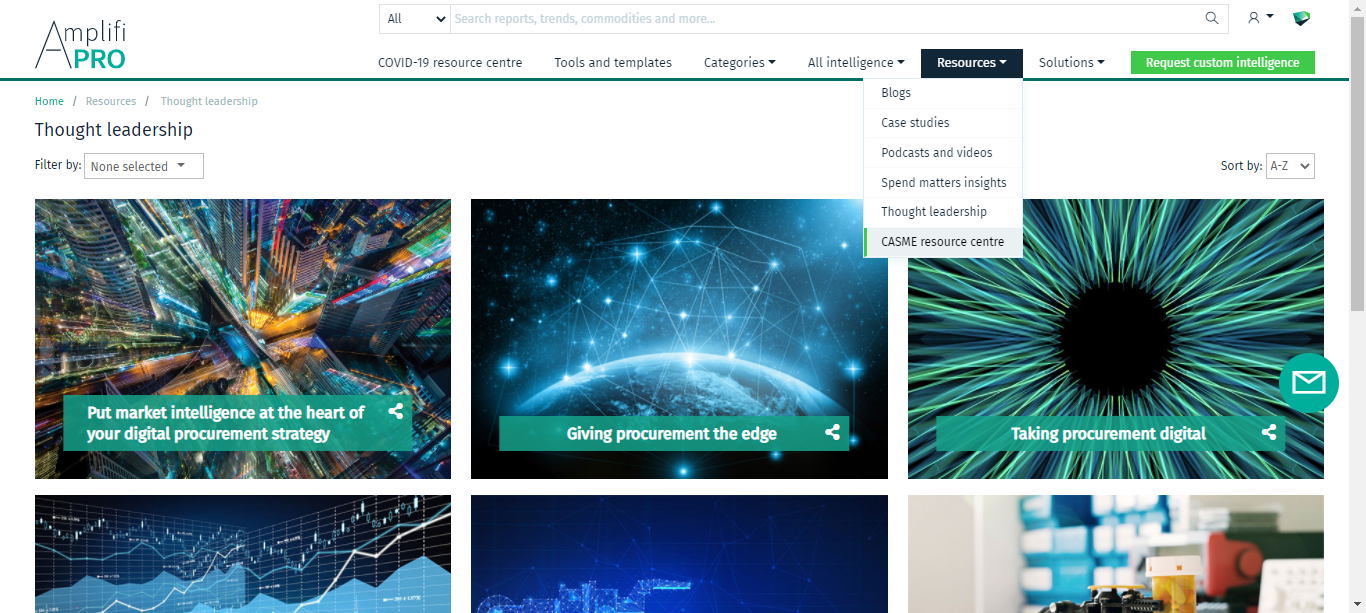 Amplifi
PRO
All
Search reports, trends, commodities and more...
COVID-19 resource centre
Tools and templates
Categories
All intelligence
Resources
Solutions
Request custom intelligence
Blogs
Case studies
Podcasts and videos
Spend matters insights
Thought leadership
CASME resource centre
Home / Resources / Thought leadership
Thought leadership
Filter by: None selected
Sort by: A-Z
Put market intelligence at the heart of
your digital procurement strategy
Giving procurement the edge
Taking procurement digital